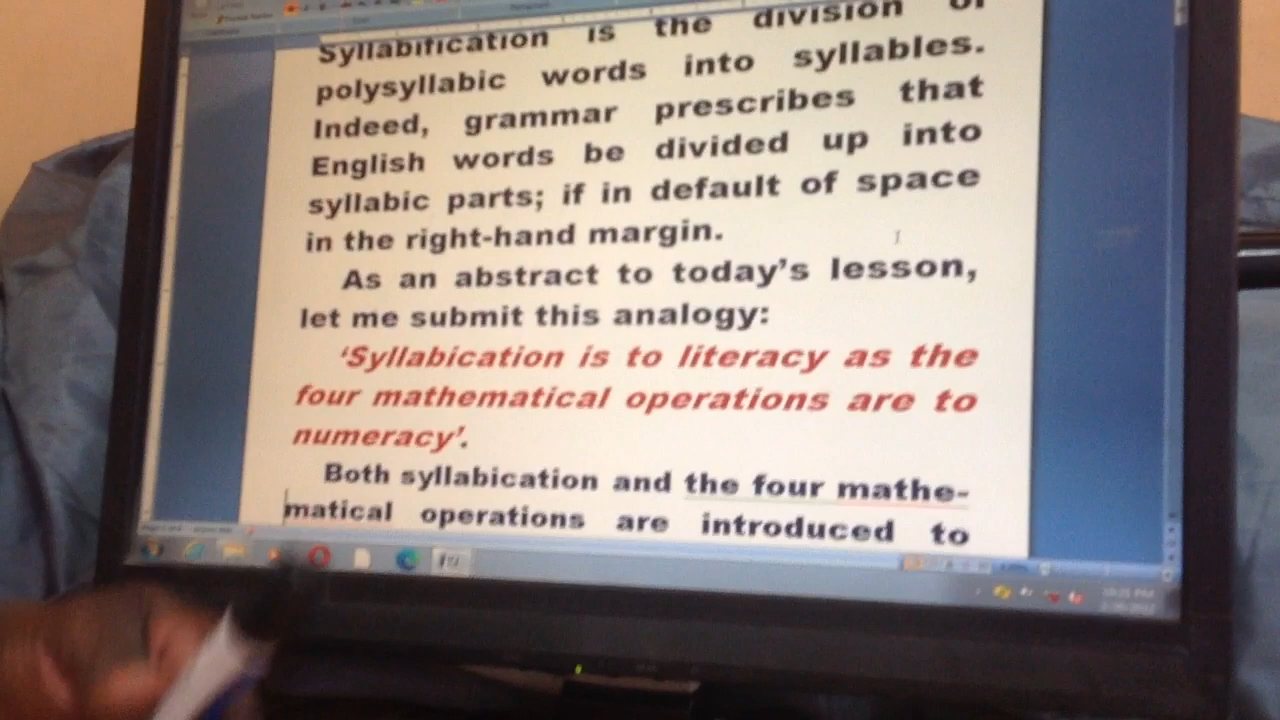 Syllabification is the division of
polysyllabic words into syllables.
Indeed, grammar prescribes that
English words be divided up into
syllabic parts; if in default of space
in the right-hand margin.
As an abstract to today’s lesson,
let me submit this analogy:
‘Syllabication is to literacy as the
four mathematical operations are to
numeracy’.
Both syllabication and the four mathe-
matical operations are introduced to